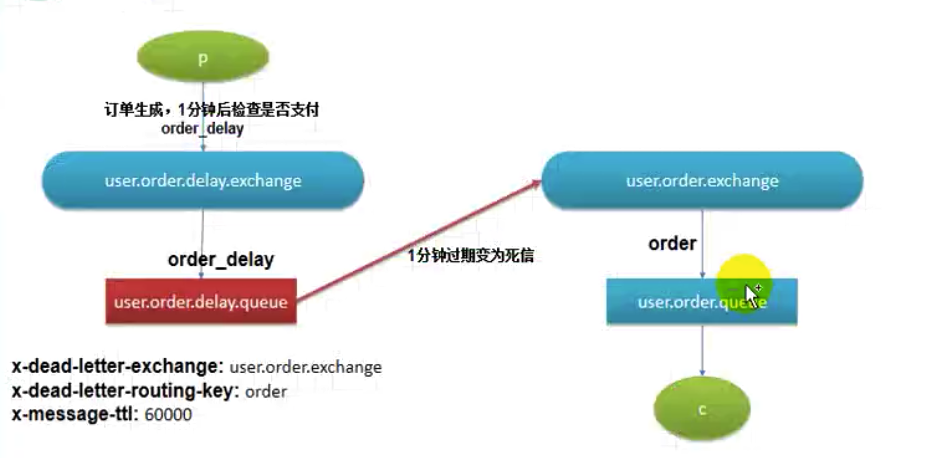 p
订单生成，1分钟后检查是否支付
order_delay
user.order.delay.exchange
user.order.exchange
order_delay
1分钟过期变为死信
order
user.order.delay.queue
user.order.queue
x-dead-letter-exchange: user.order.exchange
x-dead-letter-routing-key: order
x-message-ttl: 60000
c